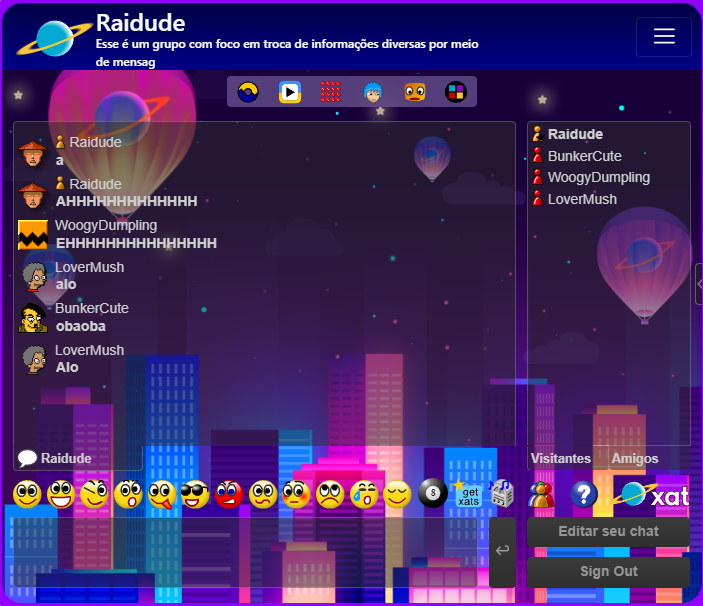 Raidude
Esse é um grupo com foco em troca de informações diversas por meio
de mensag
Raidude
a
Raidude
AHHHHHHHHHHHHH
WoogyDumpling
EHHHHHHHHHHHHHHH
LoverMush
alo
BunkerCute
obaoba
LoverMush
Alo
Raidude
Raidude
BunkerCute
WoogyDumpling
LoverMush
Visitantes
Amigos
8
get
xats
?
xat
Editar seu chat
Sign Out